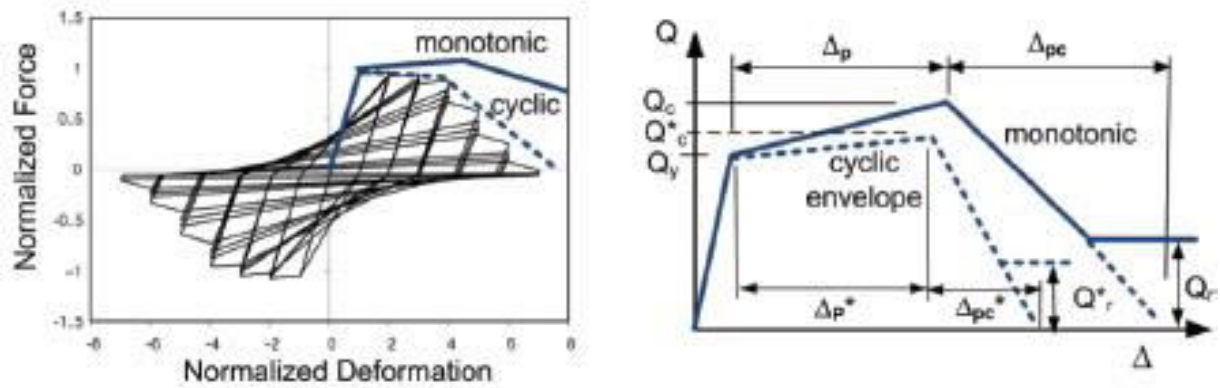 1.5
1
0.5
0
-0.5
-1
-1.5
Normalized Force
monotonic
cyclic
-8 -6 -4 -2 0 2 4 6 8
Normalized Deformation
Q
Δp
Δpc
Qc
Q*c
Qy
monotonic
cyclic
envelope
ΔP*
Δpc*
Q*r
Qr
Δ